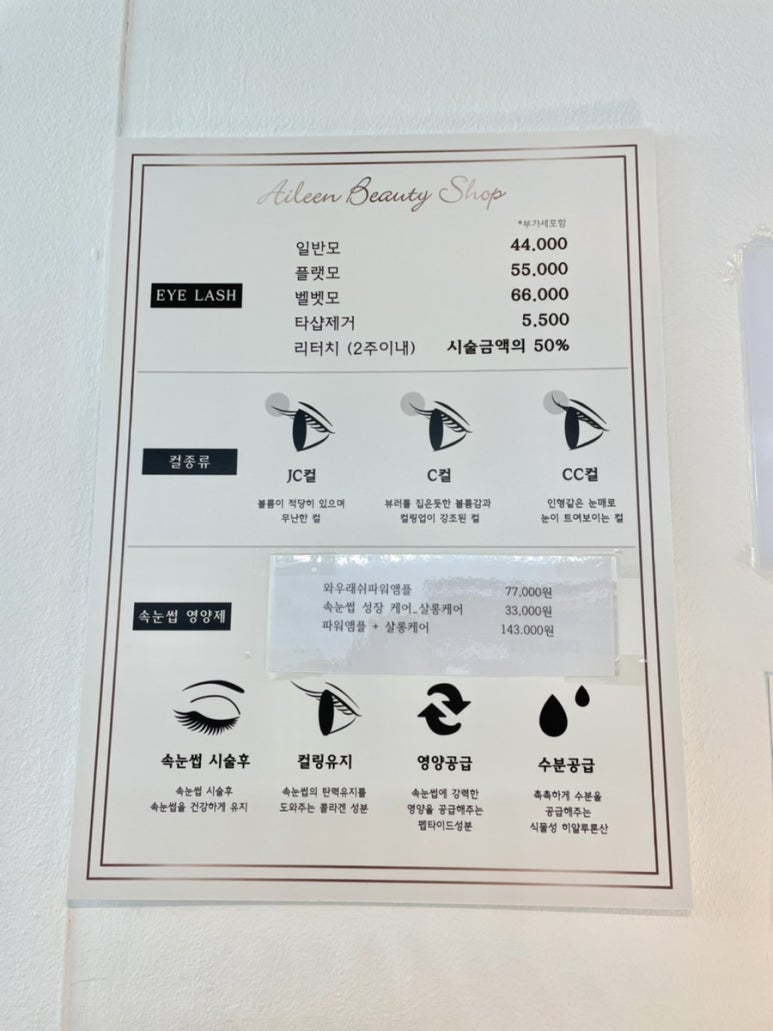 Aileen Beauty Shop
*부가세포함
EYE LASH
일반모 44.000
플랫모 55.000
벨벳모 66.000
타샵제거 5.500
리터치 (2주이내) 시술금액의 50%
컬종류
JC컬
볼륨이 적당히 있으며
무난한 컬
C컬
뷰러를 집은듯한 볼륨감과
컬링업이 강조된 컬
CC컬
인형같은 눈매로
눈이 트여보이는 컬
속눈썹 영양제
와우래쉬파워앰플 77,000원
속눈썹 성장 케어_살롱케어 33,000원
파워앰플 + 살롱케어 143.000원
속눈썹 시술후
속눈썹 시술후
속눈썹을 건강하게 유지
컬링유지
속눈썹의 탄력유지를
도와주는 콜라겐 성분
영양공급
속눈썹에 강력한
영양을 공급해주는
펩타이드성분
수분공급
촉촉하게 수분을
공급해주는
식물성 히알루론산